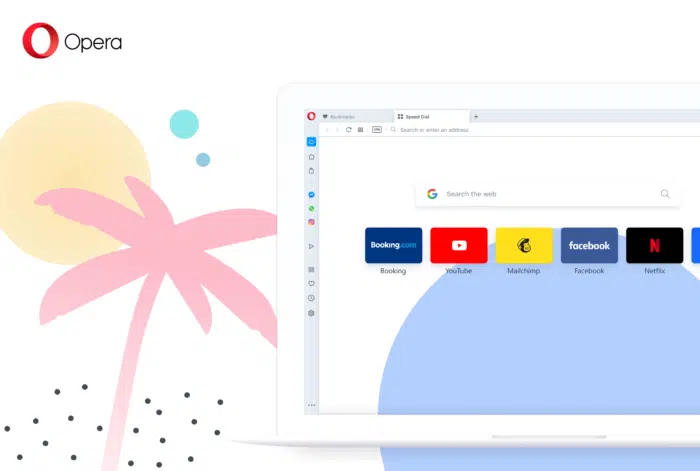 Opera
Bookmarks
Speed Dial
VPN
Search or enter an address
Search the web
Booking.com
facebook
N
Booking
YouTube
Mailchimp
Facebook
Netflix